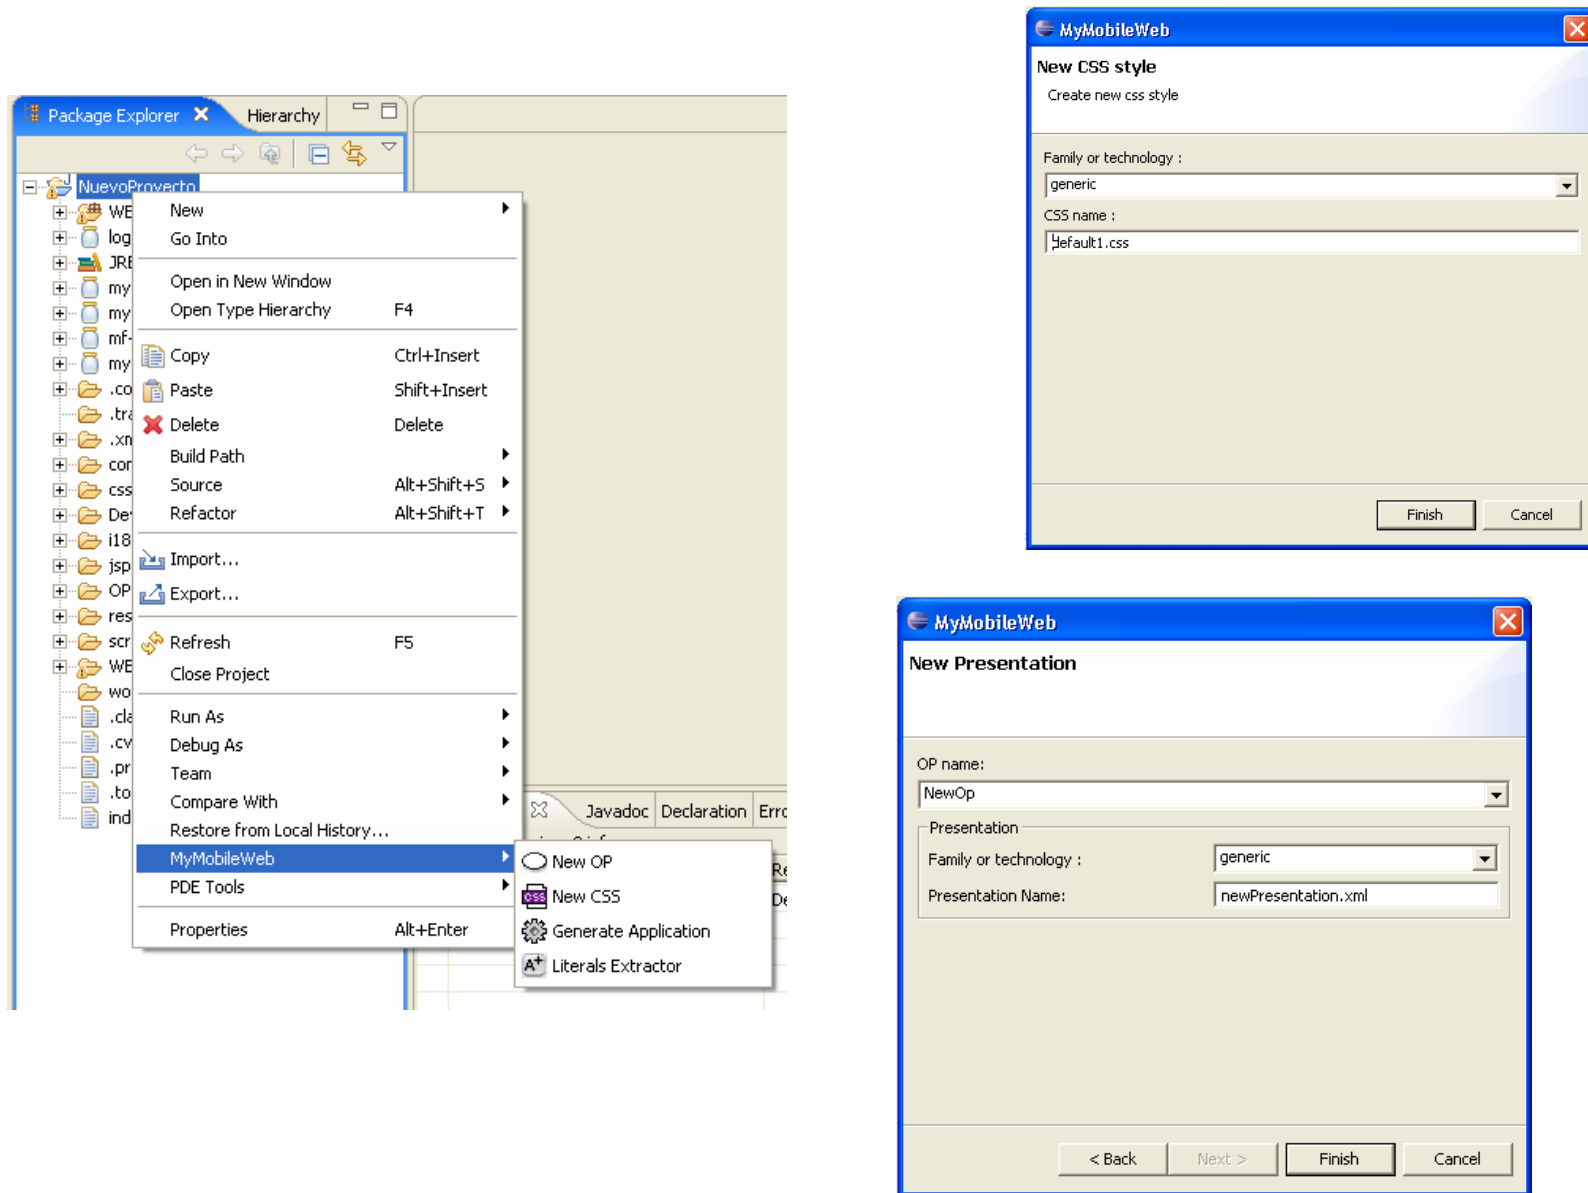 Package Explorer
Hierarchy
NuevoProyecto
WE
log
JRE
my
my
mf-
my
.co
.tra
.xm
cor
css
De
i18
jsp
OP
res
scr
WE
wo
.cla
.cv
.pr
.to
ind
New
Go Into
Open in New Window
Open Type Hierarchy F4
Copy Ctrl+Insert
Paste Shift+Insert
Delete Delete
Build Path
Source Alt+Shift+S
Refactor Alt+Shift+T
Import...
Export...
Refresh F5
Close Project
Run As
Debug As
Team
Compare With
Restore from Local History...
MyMobileWeb
PDE Tools
Properties Alt+Enter
Javadoc Declaration Erro
New OP
CSS New CSS
Generate Application
A+ Literals Extractor
Re
De
MyMobileWeb
New CSS style
Create new css style
Family or technology :
generic
CSS name :
default1.css
Finish Cancel
MyMobileWeb
New Presentation
OP name:
NewOp
Presentation
Family or technology : generic
Presentation Name: newPresentation.xml
< Back Next > Finish Cancel